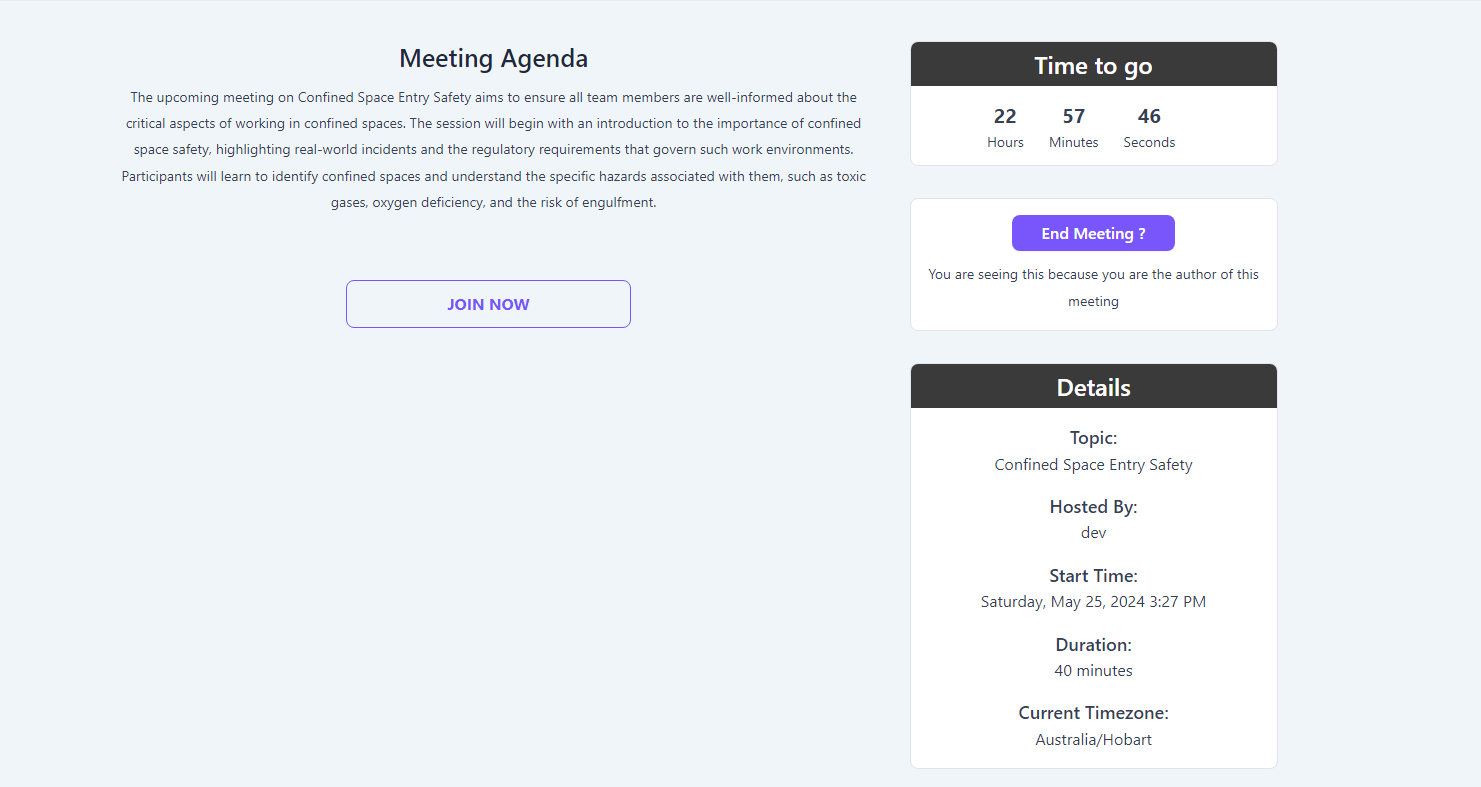 Meeting Agenda
The upcoming meeting on Confined Space Entry Safety aims to ensure all team members are well-informed about the
critical aspects of working in confined spaces. The session will begin with an introduction to the importance of confined
space safety, highlighting real-world incidents and the regulatory requirements that govern such work environments.
Participants will learn to identify confined spaces and understand the specific hazards associated with them, such as toxic
gases, oxygen deficiency, and the risk of engulfment.
JOIN NOW
Time to go
22 57 46
Hours Minutes Seconds
End Meeting ?
You are seeing this because you are the author of this
meeting
Details
Topic:
Confined Space Entry Safety
Hosted By:
dev
Start Time:
Saturday, May 25, 2024 3:27 PM
Duration:
40 minutes
Current Timezone:
Australia/Hobart